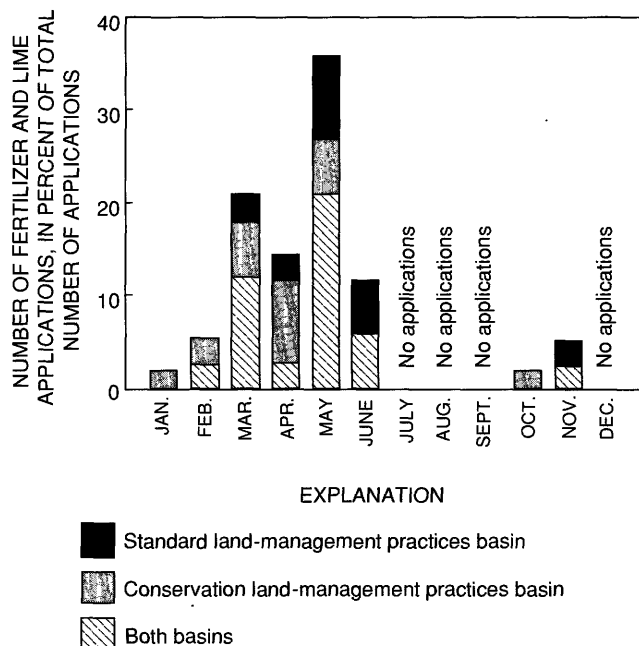 NUMBER OF FERTILIZER AND LIME
APPLICATIONS, IN PERCENT OF TOTAL
NUMBER OF APPLICATIONS
40
30
20
10
0
No applications
No applications
No applications
No applications
JAN.
FEB.
MAR.
APR.
MAY
JUNE
JULY
AUG.
SEPT.
OCT.
NOV.
DEC.
EXPLANATION
Standard land-management practices basin
Conservation land-management practices basin
Both basins